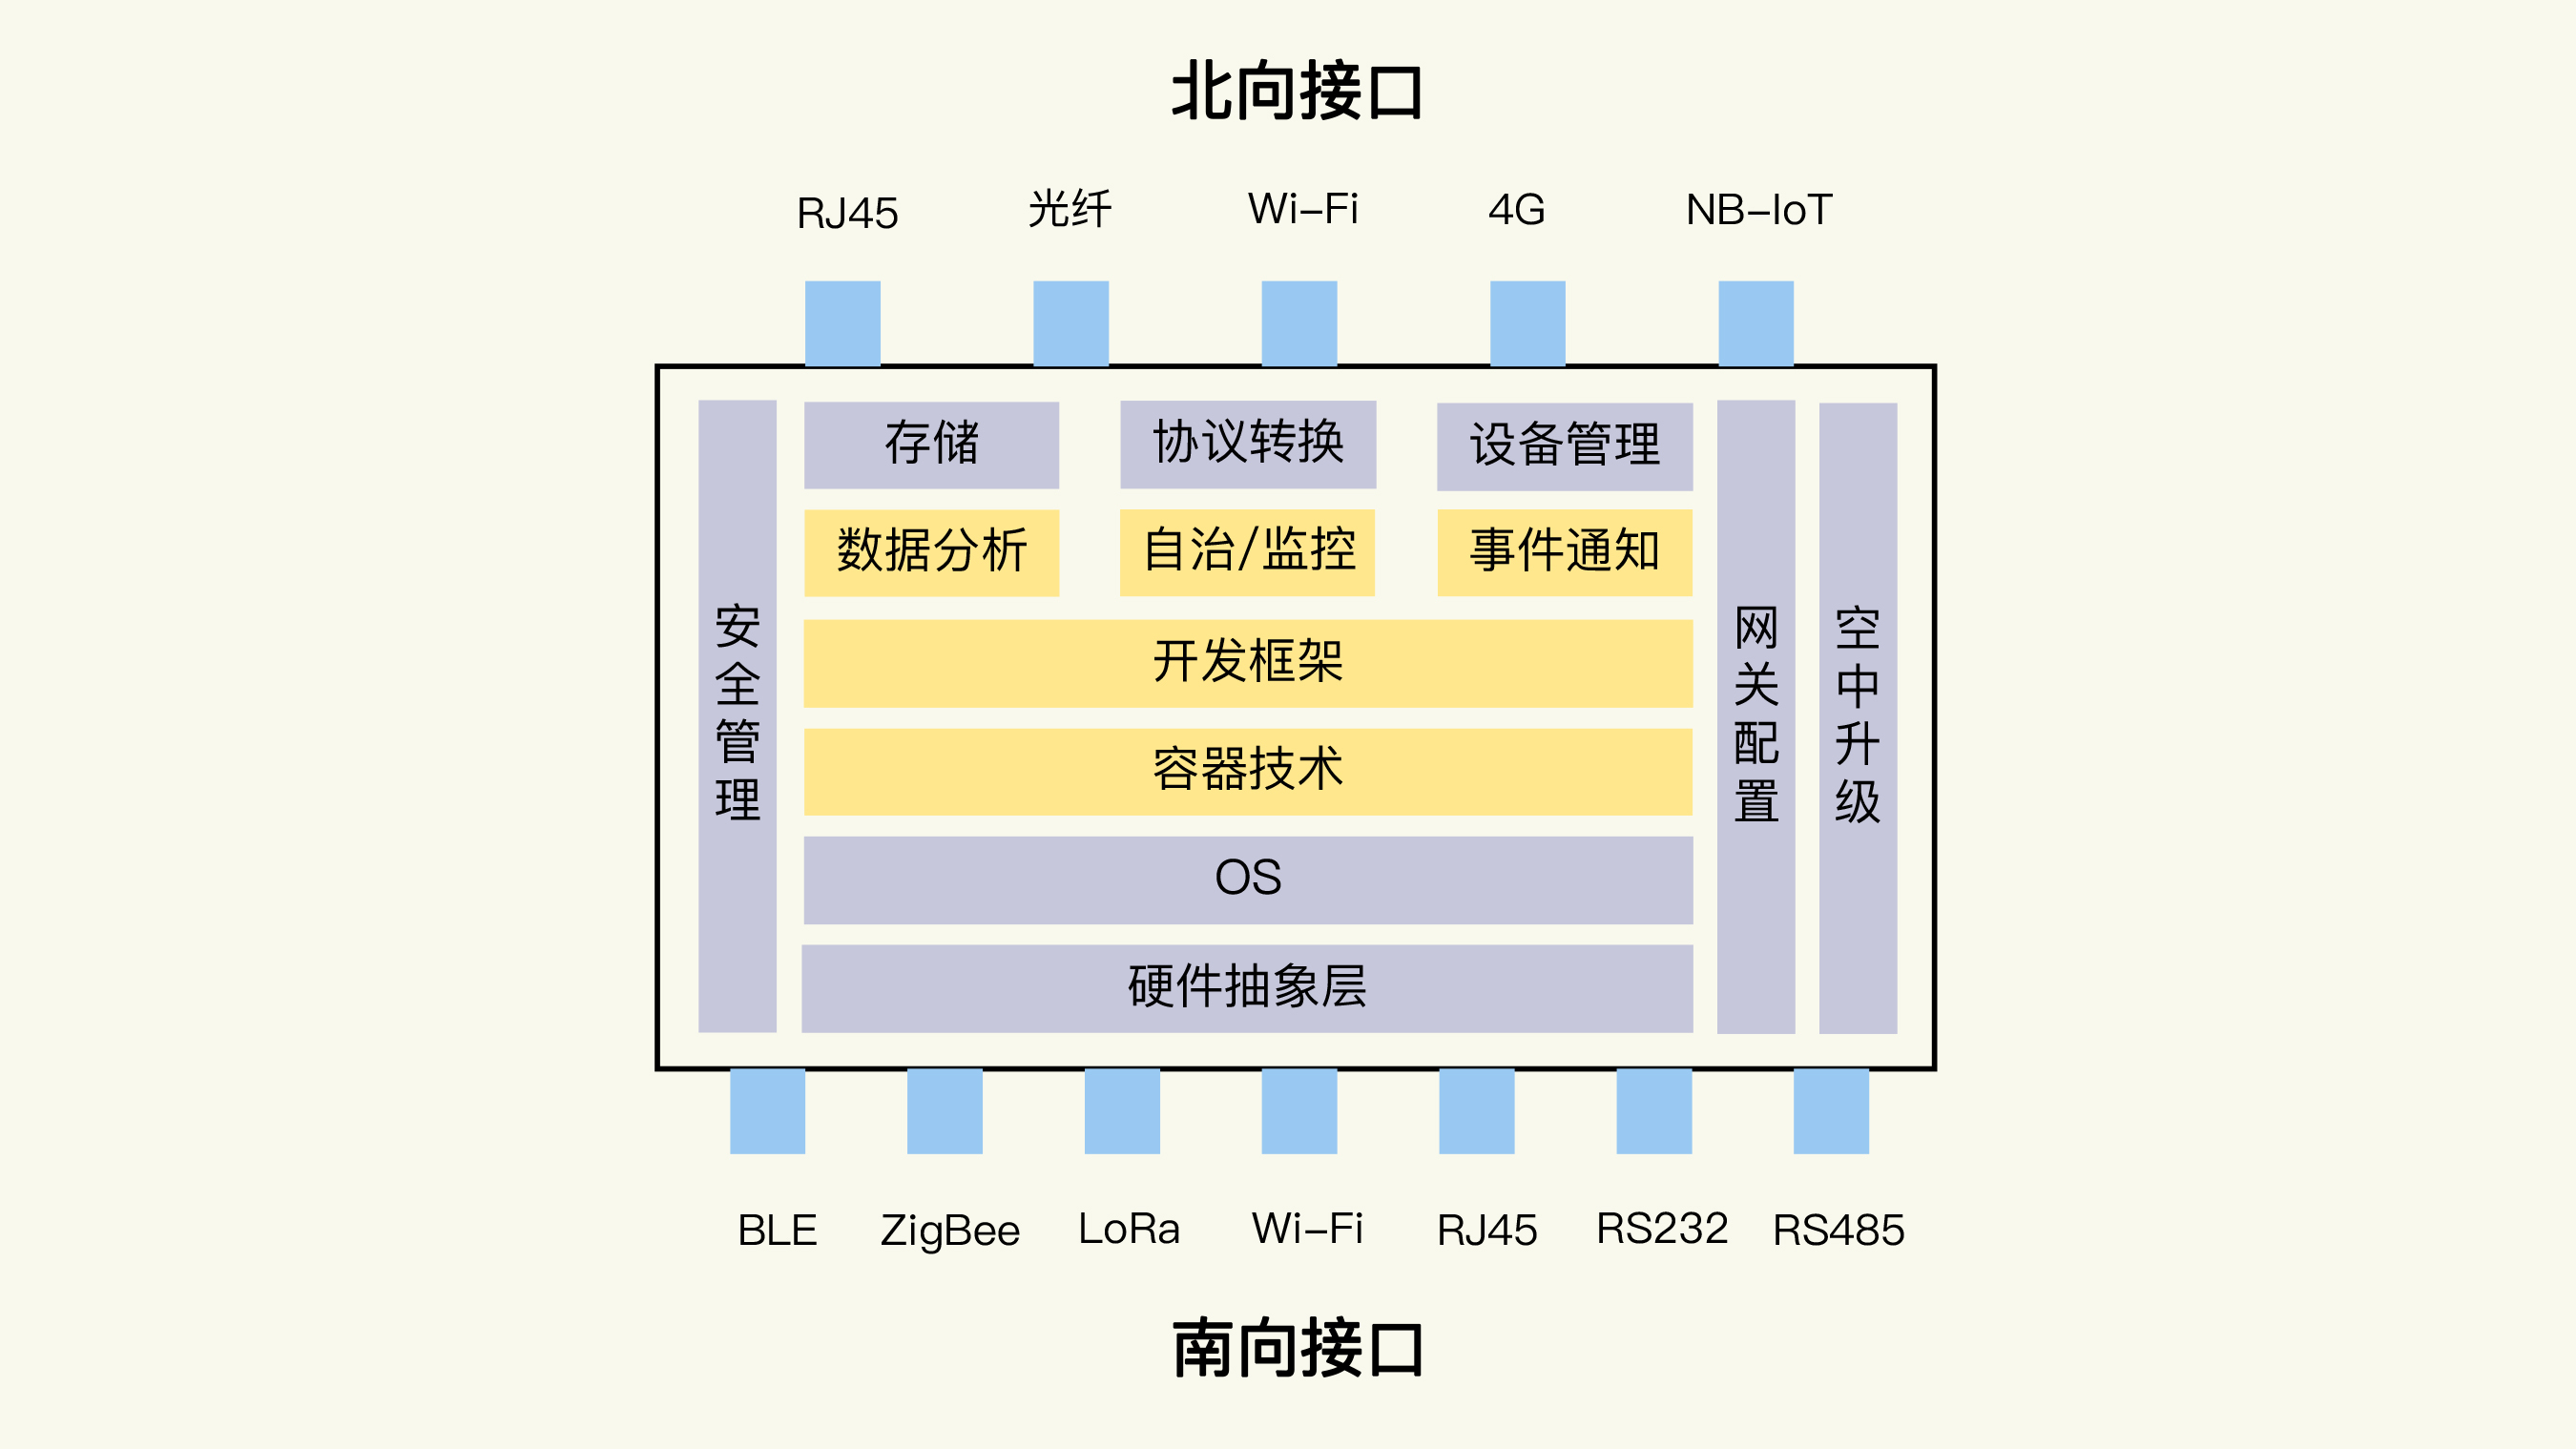 北向接口
RJ45
光纤
Wi-Fi
4G
NB-IoT
安全管理
存储
协议转换
设备管理
数据分析
自治/监控
事件通知
开发框架
容器技术
OS
硬件抽象层
网关配置
空中升级
BLE
ZigBee
LoRa
Wi-Fi
RJ45
RS232
RS485
南向接口